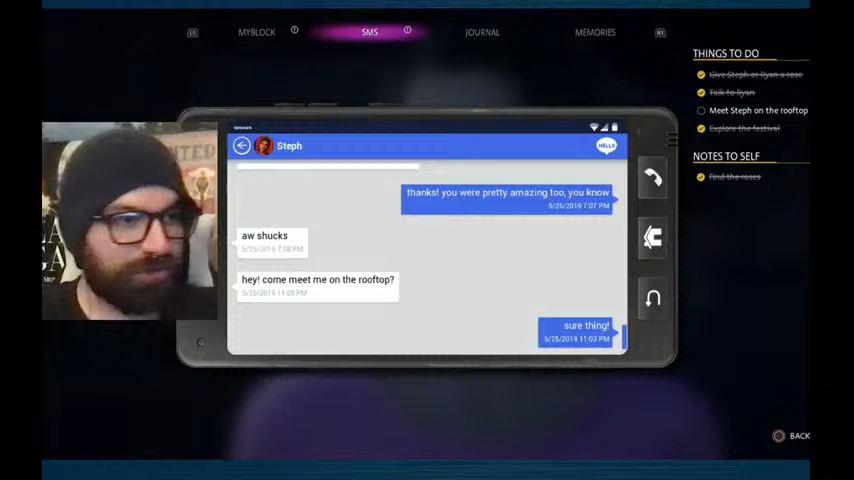 L1
MYBLOCK
SMS
JOURNAL
MEMORIES
R1
THINGS TO DO
Give Steph or Ryan a rose
Talk to Ryan
Meet Steph on the rooftop
Explore the festival
NOTES TO SELF
Find the roses
Network
Steph
HELLO
thanks! you were pretty amazing too, you know
5/25/2019 7:07 PM
aw shucks
5/25/2019 7:08 PM
hey! come meet me on the rooftop?
5/25/2019 11:03 PM
sure thing!
5/25/2019 11:03 PM
BACK